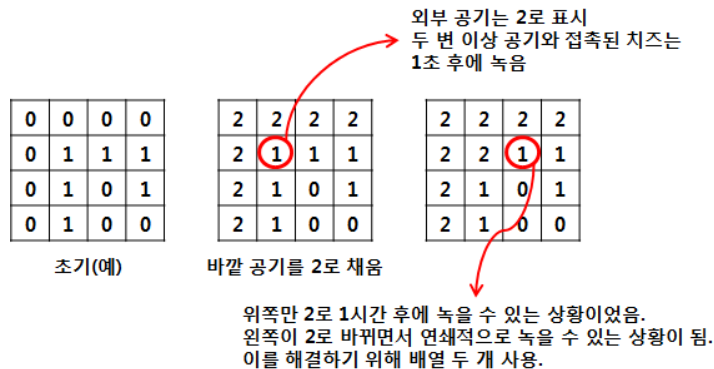 외부 공기는 2로 표시
두 변 이상 공기와 접촉된 치즈는
1초 후에 녹음
0 0 0 0
0 1 1 1
0 1 0 1
0 1 0 0
초기(예)
2 2 2 2
2 1 1 1
2 1 0 1
2 1 0 0
바깥 공기를 2로 채움
2 2 2 2
2 2 1 1
2 1 0 1
2 1 0 0
위쪽만 2로 1시간 후에 녹을 수 있는 상황이었음.
왼쪽이 2로 바뀌면서 연쇄적으로 녹을 수 있는 상황이 됨.
이를 해결하기 위해 배열 두 개 사용.